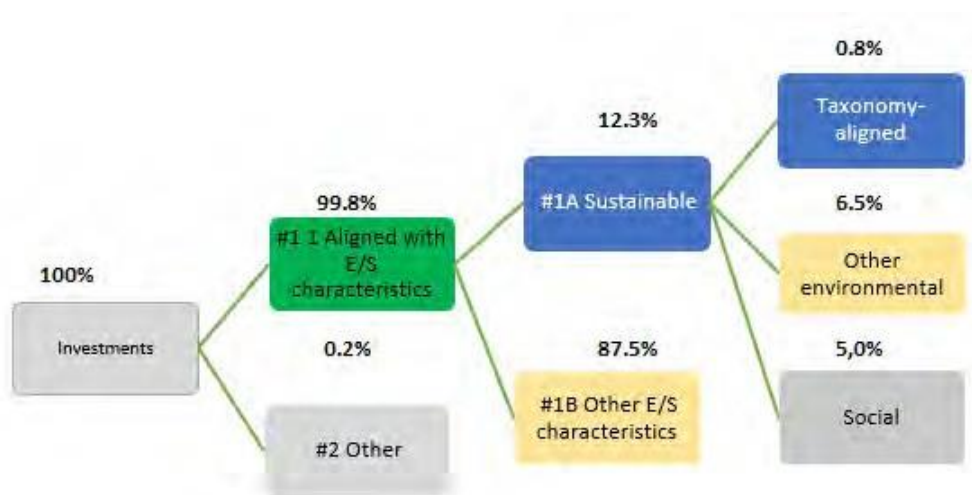 0.8%
Taxonomy-
aligned
12.3%
#1A Sustainable
99.8%
6.5%
#1 1 Aligned with
E/S
characteristics
Other
environmental
100%
Investments
0.2%
87.5%
5,0%
#1B Other E/S
characteristics
Social
#2 Other